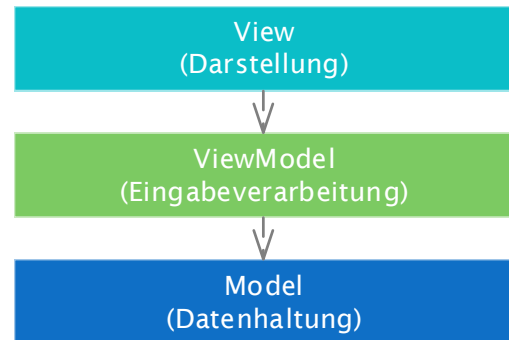 View
(Darstellung)
ViewModel
(Eingabeverarbeitung)
Model
(Datenhaltung)